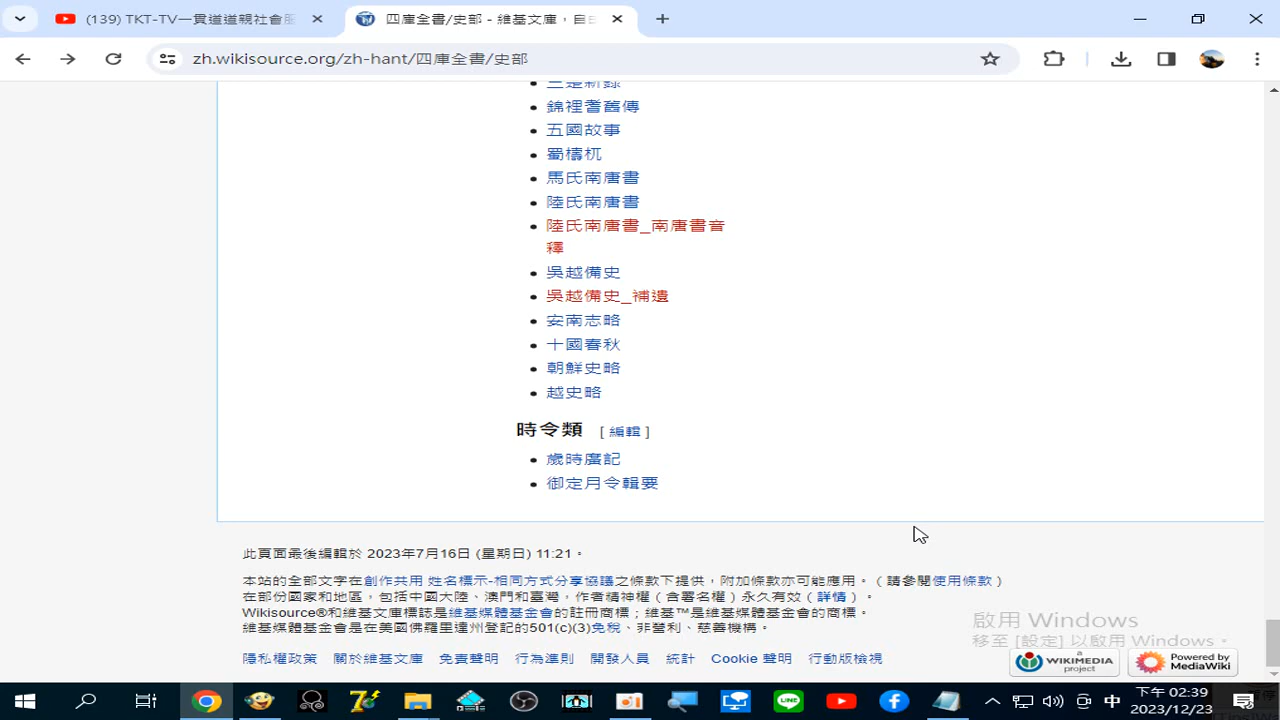 (139) TKT-TV一貫道道親社會服
四庫全書/史部 - 維基文庫，自
zh.wikisource.org/zh-hant/四庫全書/史部
三楚新錄
錦裡耆舊傳
五國故事
蜀檮杌
馬氏南唐書
陸氏南唐書
陸氏南唐書_南唐書音
釋
吳越備史
吳越備史_補遺
安南志略
十國春秋
朝鮮史略
越史略
時令類 [ 編輯 ]
歲時廣記
御定月令輯要
此頁面最後編輯於 2023年7月16日 (星期日) 11:21。
本站的全部文字在創作共用 姓名標示-相同方式分享協議之條款下提供，附加條款亦可能應用。（請參閱使用條款）
在部份國家和地區，包括中國大陸、澳門和臺灣，作者精神權（含署名權）永久有效（詳情）。
Wikisource®和維基文庫標誌是維基媒體基金會的註冊商標；維基™是維基媒體基金會的商標。
維基媒體基金會是在美國佛羅里達州登記的501(c)(3)免稅、非營利、慈善機構。
啟用 Windows
移至 [設定] 以啟用 Windows。
隱私權政策 關於維基文庫 免責聲明 行為準則 開發人員 統計 Cookie 聲明 行動版檢視
a
WIKIMEDIA
project
Powered by
MediaWiki
中
下午 02:39
2023/12/23